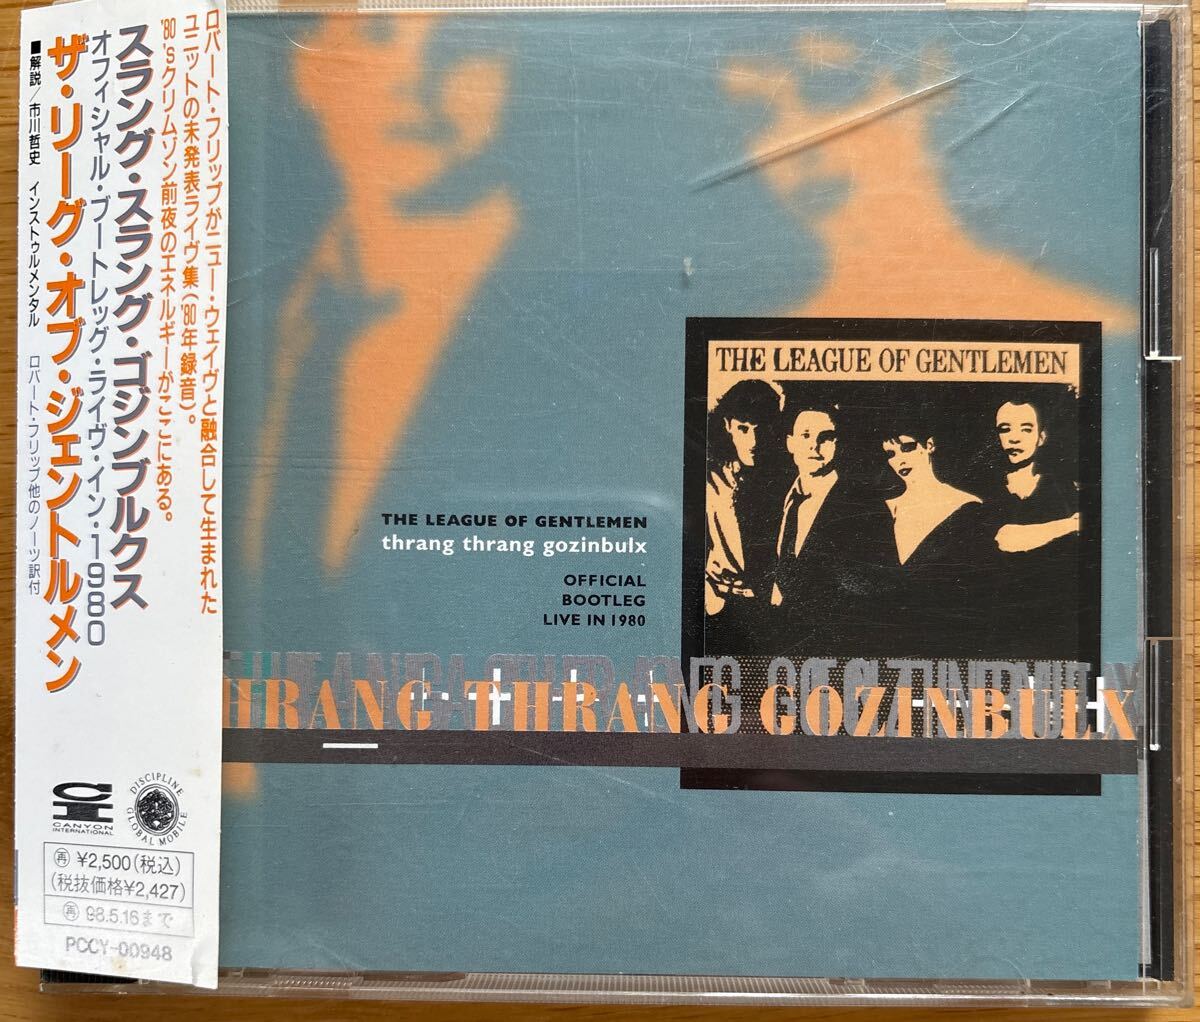 ロバート・フリップがニュー・ウェイヴと融合して生まれた
ユニットの未発表ライヴ集('80年録音)。
'80'sクリムゾン前夜のエネルギーがここにある。
スラング・スラング・ゴジンブルクス
オフィシャル・ブートレッグ・ライヴ・イン・1980
ザ・リーグ・オブ・ジェントルメン
■解説/市川哲史 インストゥルメンタル ロバート・フリップ他のノーツ訳付
CANYON
INTERNATIONAL
DISCIPLINE
GLOBAL MOBILE
再 ¥2,500(税込)
(税抜価格¥2,427)
再 98.5.16まで
PCCY-00948
THE LEAGUE OF GENTLEMEN
THE LEAGUE OF GENTLEMEN
thrang thrang gozinbulx
OFFICIAL
BOOTLEG
LIVE IN 1980
HRANG THRANG GOZINBULX